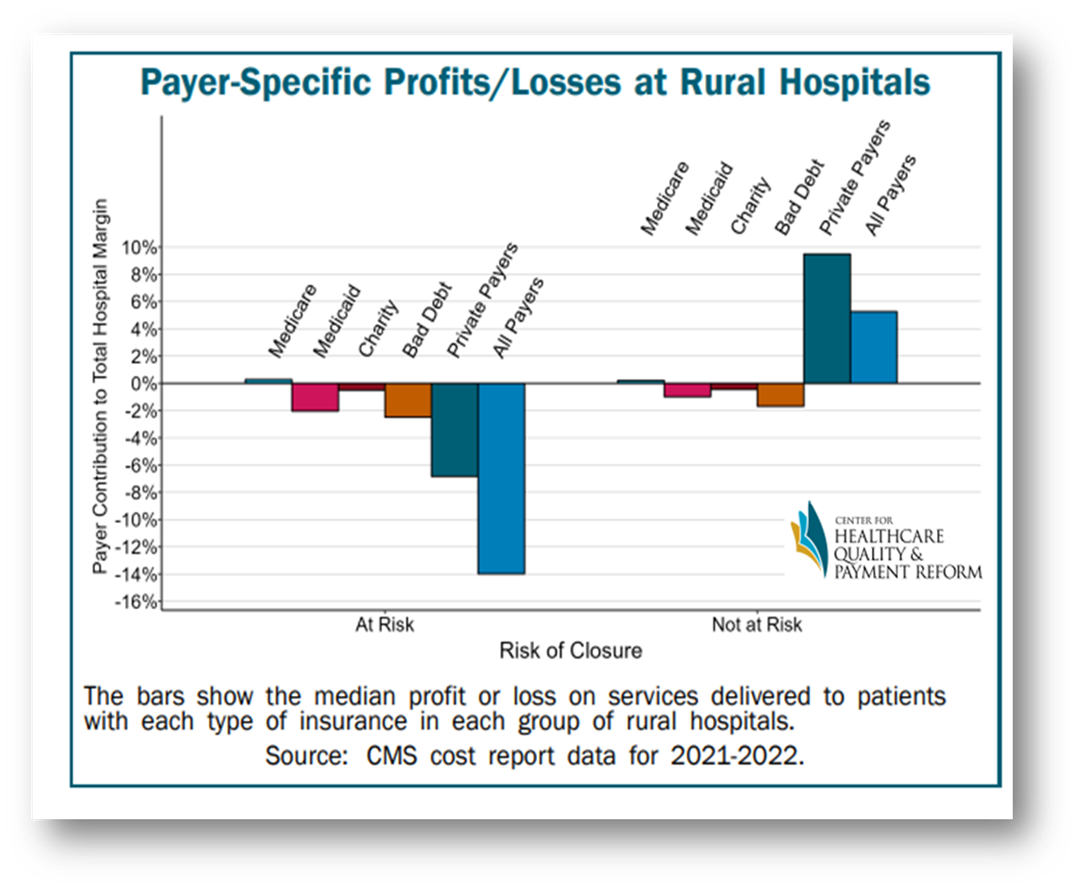 Payer-Specific Profits/Losses at Rural Hospitals
Payer Contribution to Total Hospital Margin
10%
8%
6%
4%
2%
0%
-2%
-4%
-6%
-8%
-10%
-12%
-14%
-16%
Medicare
Medicaid
Charity
Bad Debt
Private Payers
All Payers
Medicare
Medicaid
Charity
Bad Debt
Private Payers
All Payers
CENTER FOR
HEALTHCARE
QUALITY &
PAYMENT REFORM
At Risk
Not at Risk
Risk of Closure
The bars show the median profit or loss on services delivered to patients
with each type of insurance in each group of rural hospitals.
Source: CMS cost report data for 2021-2022.